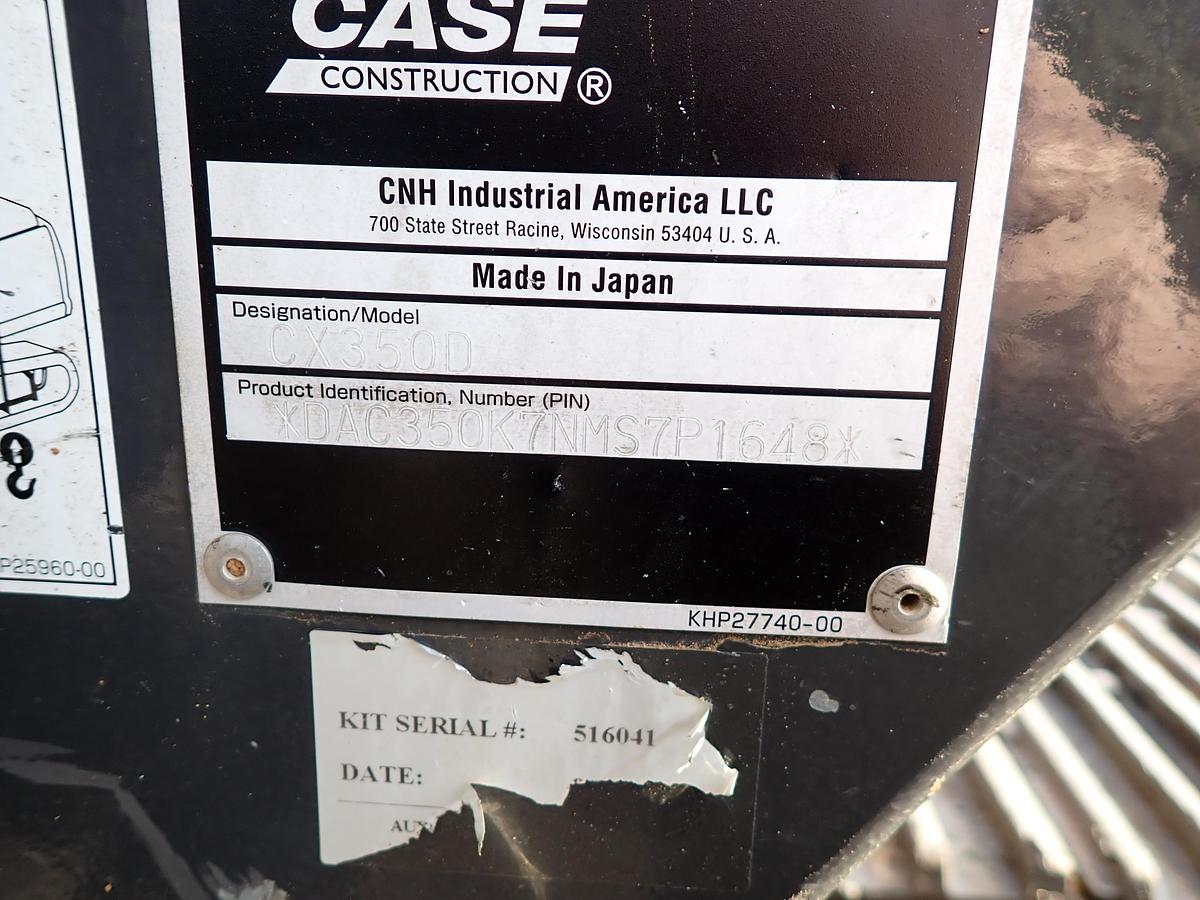 CASE
CONSTRUCTION ®
CNH Industrial America LLC
700 State Street Racine, Wisconsin 53404 U. S. A.
Made In Japan
Designation/Model
CX350D
Product Identification, Number (PIN)
*DAC350K7NMS7P1648*
P25960-00
KHP27740-00
KIT SERIAL #: 516041
DATE: